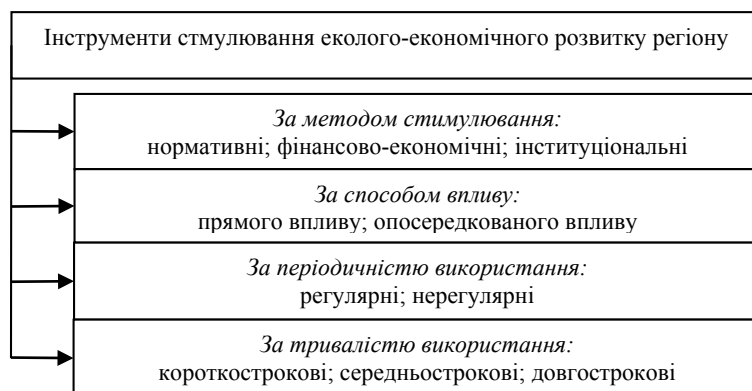 Інструменти стмулювання еколого-економічного розвитку регіону
За методом стимулювання:
нормативні; фінансово-економічні; інституціональні
За способом впливу:
прямого впливу; опосередкованого впливу
За періодичністю використання:
регулярні; нерегулярні
За тривалістю використання:
короткострокові; середньострокові; довгострокові